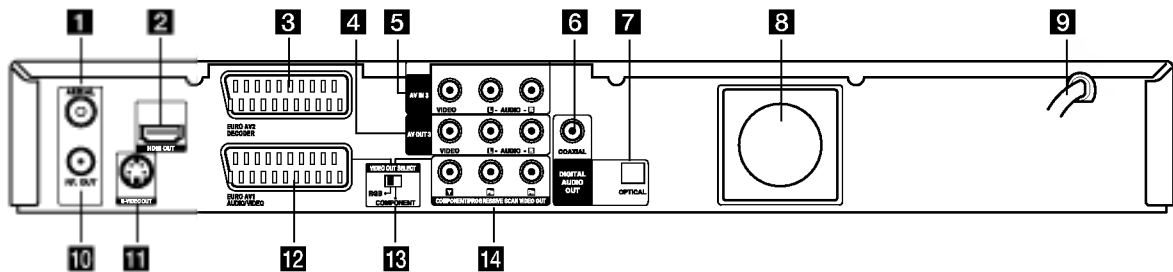 1 2 3 4 5 6 7 8 9
AERIAL
RF. OUT
HDMI OUT
S-VIDEO OUT
EURO AV2
DECODER
EURO AV1
AUDIO/VIDEO
AV IN 3
VIDEO L - AUDIO - R
AV OUT 3
VIDEO L - AUDIO - R
VIDEO OUT SELECT
RGB
COMPONENT
Y PB PR
COMPONENT/PROGRESSIVE SCAN VIDEO OUT
COAXIAL
DIGITAL
AUDIO
OUT
OPTICAL
10 11 12 13 14